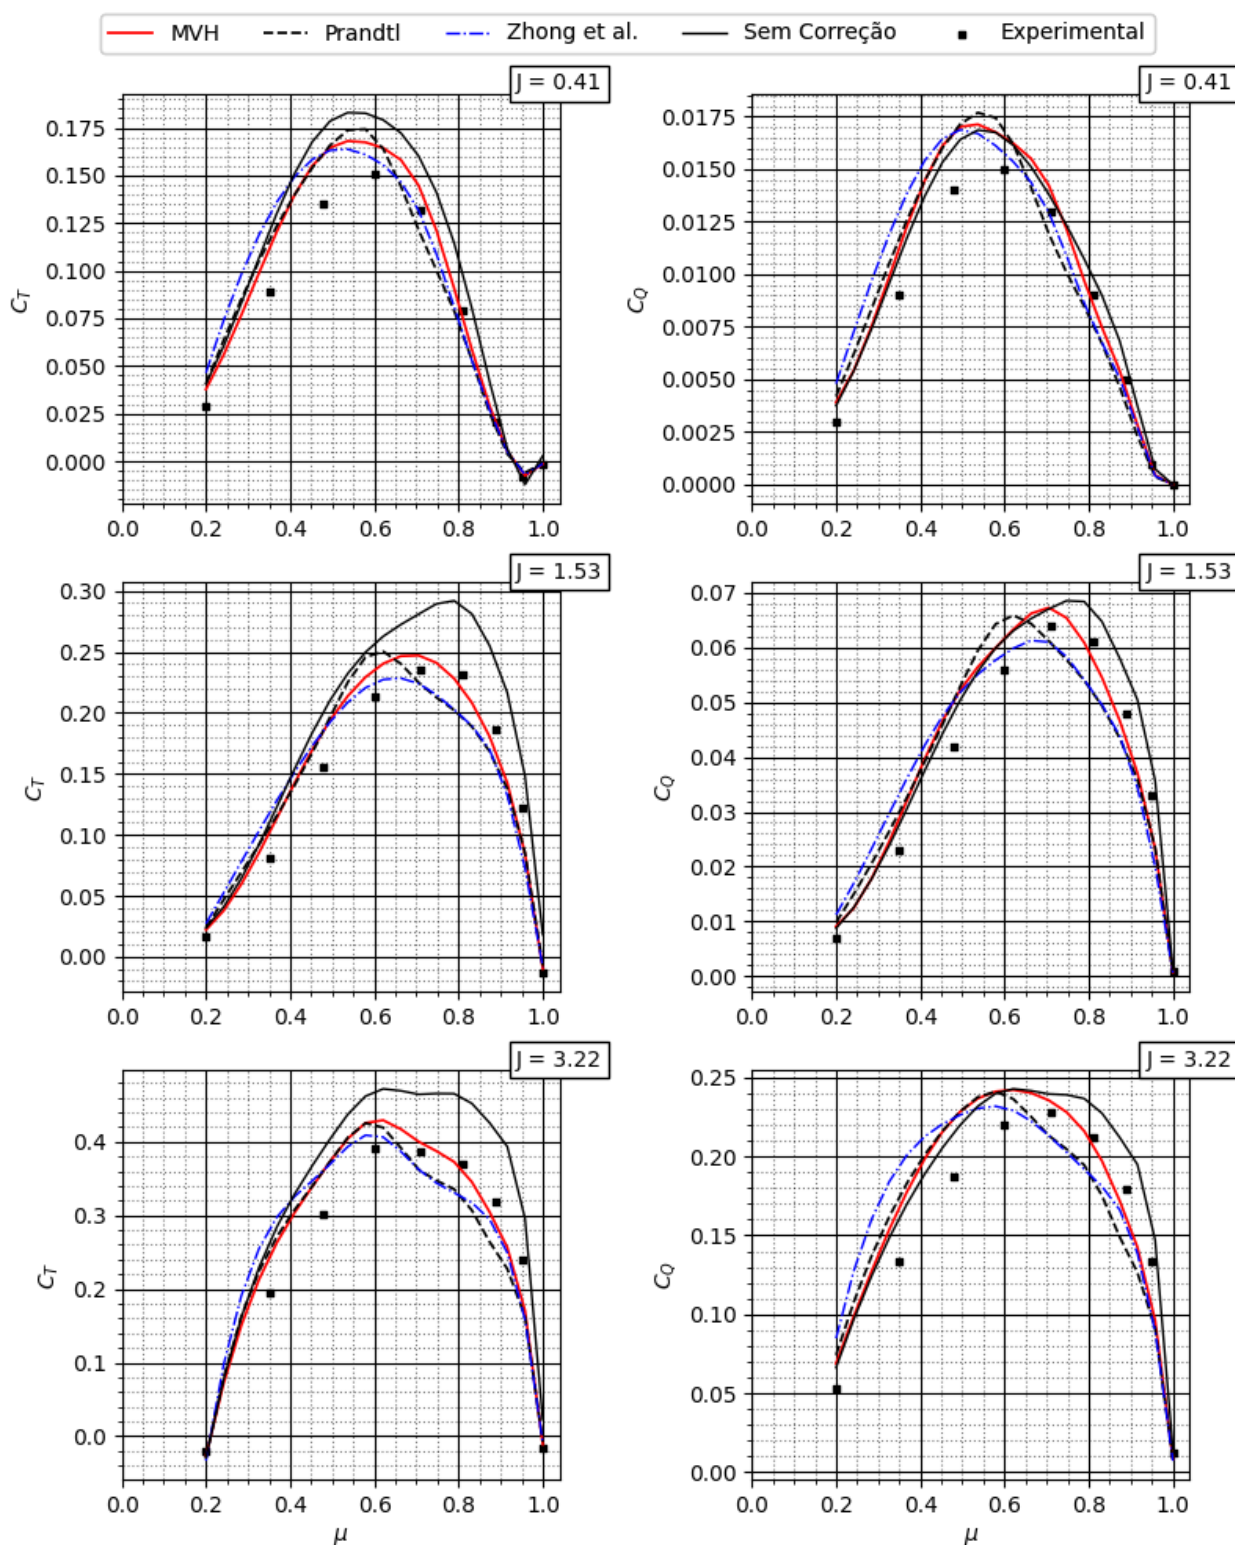 MVH Prandtl Zhong et al. Sem Correção Experimental
J = 0.41
C_T
0.175
0.150
0.125
0.100
0.075
0.050
0.025
0.000
0.0 0.2 0.4 0.6 0.8 1.0
J = 0.41
C_Q
0.0175
0.0150
0.0125
0.0100
0.0075
0.0050
0.0025
0.0000
0.0 0.2 0.4 0.6 0.8 1.0
J = 1.53
C_T
0.30
0.25
0.20
0.15
0.10
0.05
0.00
0.0 0.2 0.4 0.6 0.8 1.0
J = 1.53
C_Q
0.07
0.06
0.05
0.04
0.03
0.02
0.01
0.00
0.0 0.2 0.4 0.6 0.8 1.0
J = 3.22
C_T
0.4
0.3
0.2
0.1
0.0
0.0 0.2 0.4 0.6 0.8 1.0
μ
J = 3.22
C_Q
0.25
0.20
0.15
0.10
0.05
0.00
0.0 0.2 0.4 0.6 0.8 1.0
μ